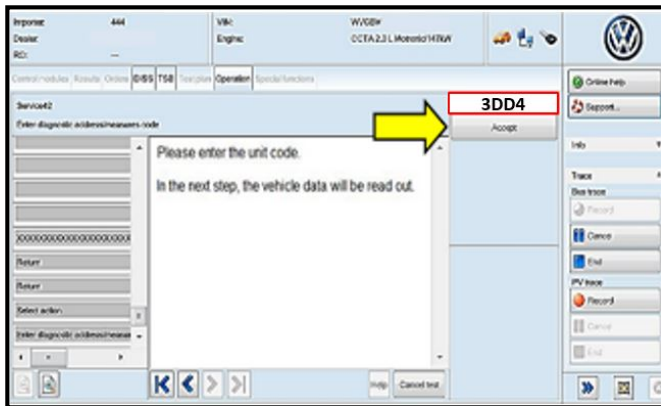 Importer: 444
Dealer:
RO: ---
VIN: WVGBW
Engine: CCTA 2.0 L Motronic/147kW
Control modules Results Orders DISS TSB Test plan Operation Special functions
Service42
Enter diagnostic address/measures code
3DD4
Accept
Please enter the unit code.
In the next step, the vehicle data will be read out.
XXXXXXXXXXXXXXXXXXXX
Return
Return
Select action
Enter diagnostic address/measures
Help
Cancel test
Online help
Support...
Info
Trace
Bus trace
Record
Cancel
End
PV trace
Record
Cancel
End